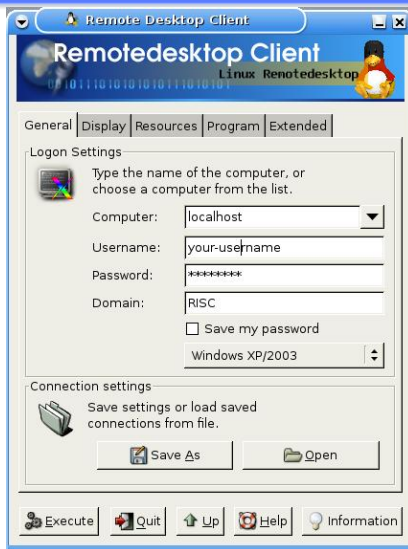 Remote Desktop Client
Remotedesktop Client
Linux Remotedesktop
General Display Resources Program Extended
Logon Settings
Type the name of the computer, or
choose a computer from the list.
Computer: localhost
Username: your-username
Password: ********
Domain: RISC
Save my password
Windows XP/2003
Connection settings
Save settings or load saved
connections from file.
Save As Open
Execute Quit Up Help Information